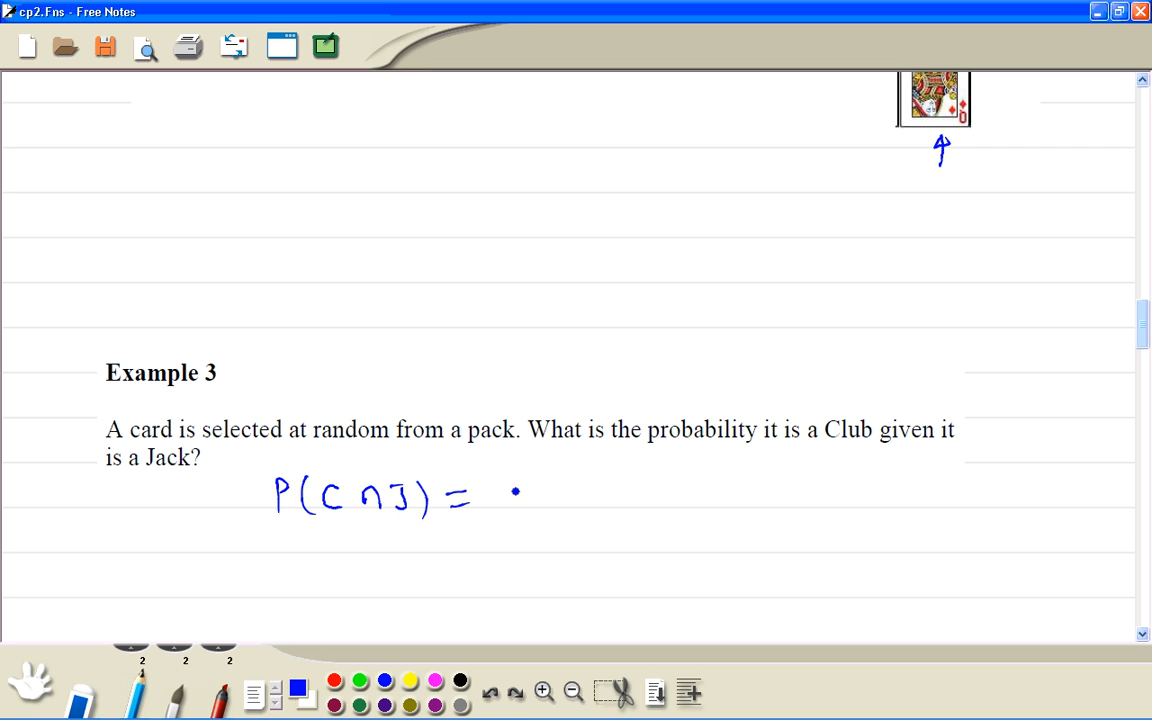 cp2.Fns - Free Notes
Q
Example 3
A card is selected at random from a pack. What is the probability it is a Club given it
is a Jack?
P(C ∩ J) =
2 2 2